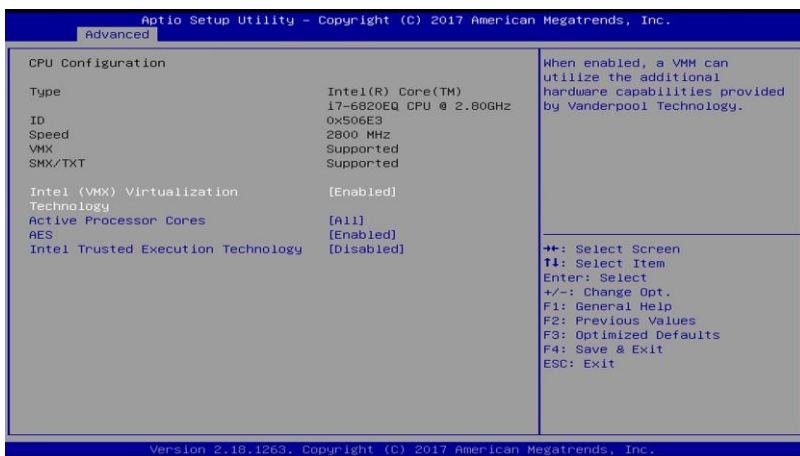 Aptio Setup Utility – Copyright (C) 2017 American Megatrends, Inc.
Advanced
CPU Configuration
Type Intel(R) Core(TM)
i7-6820EQ CPU @ 2.80GHz
ID 0x506E3
Speed 2800 MHz
VMX Supported
SMX/TXT Supported
Intel (VMX) Virtualization [Enabled]
Technology
Active Processor Cores [All]
AES [Enabled]
Intel Trusted Execution Technology [Disabled]
When enabled, a VMM can
utilize the additional
hardware capabilities provided
by Vanderpool Technology.
→←: Select Screen
↑↓: Select Item
Enter: Select
+/-: Change Opt.
F1: General Help
F2: Previous Values
F3: Optimized Defaults
F4: Save & Exit
ESC: Exit
Version 2.18.1263. Copyright (C) 2017 American Megatrends, Inc.